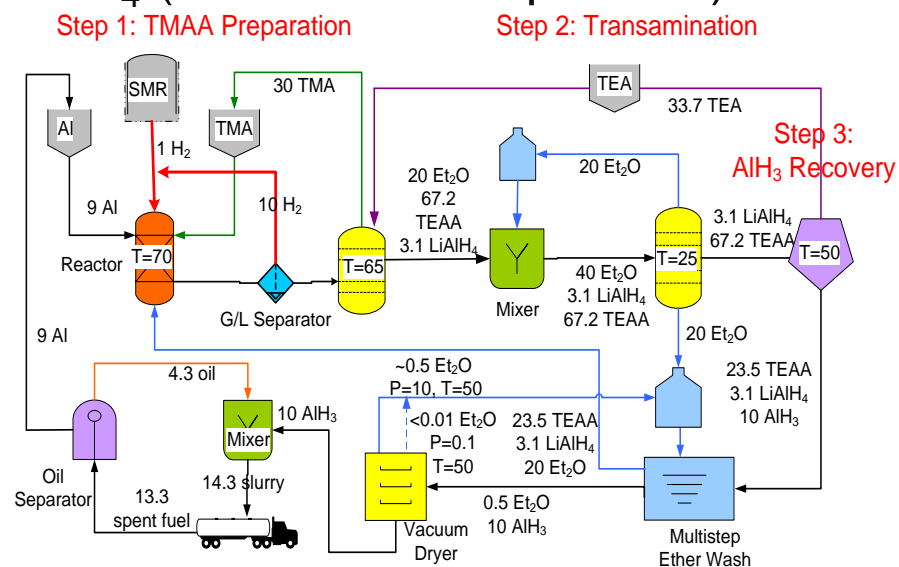 Step 1: TMAA Preparation
Step 2: Transamination
SMR
30 TMA
TEA
33.7 TEA
Al
TMA
1 H₂
Step 3:
AlH₃ Recovery
20 Et₂O
67.2
TEAA
3.1 LiAlH₄
20 Et₂O
10 H₂
9 Al
3.1 LiAlH₄
67.2 TEAA
T=70
T=65
T=25
T=50
Reactor
G/L Separator
Mixer
40 Et₂O
3.1 LiAlH₄
67.2 TEAA
9 Al
20 Et₂O
4.3 oil
~0.5 Et₂O
P=10, T=50
23.5 TEAA
3.1 LiAlH₄
10 AlH₃
10 AlH₃
<0.01 Et₂O
P=0.1
T=50
23.5 TEAA
3.1 LiAlH₄
20 Et₂O
Mixer
Oil
Separator
14.3 slurry
13.3
spent fuel
0.5 Et₂O
10 AlH₃
Vacuum
Dryer
Multistep
Ether Wash